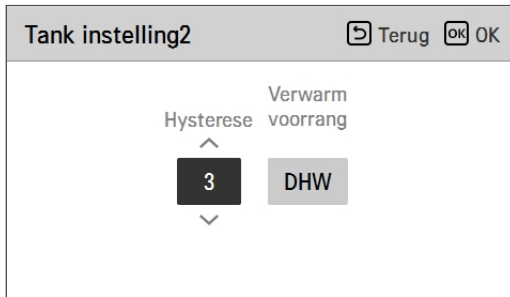 Tank instelling2
Terug OK OK
Verwarm
Hysterese voorrang
3 DHW